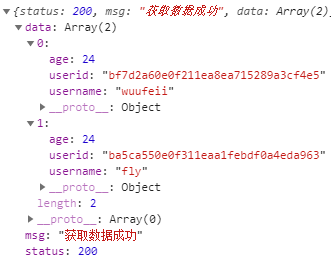 {status: 200, msg: "获取数据成功", data: Array(2)
data: Array(2)
0:
age: 24
userid: "bf7d2a60e0f211ea8ea715289a3cf4e5"
username: "wuufeii"
__proto__: Object
1:
age: 24
userid: "ba5ca550e0f311eaa1febdf0a4eda963"
username: "fly"
__proto__: Object
length: 2
__proto__: Array(0)
msg: "获取数据成功"
status: 200